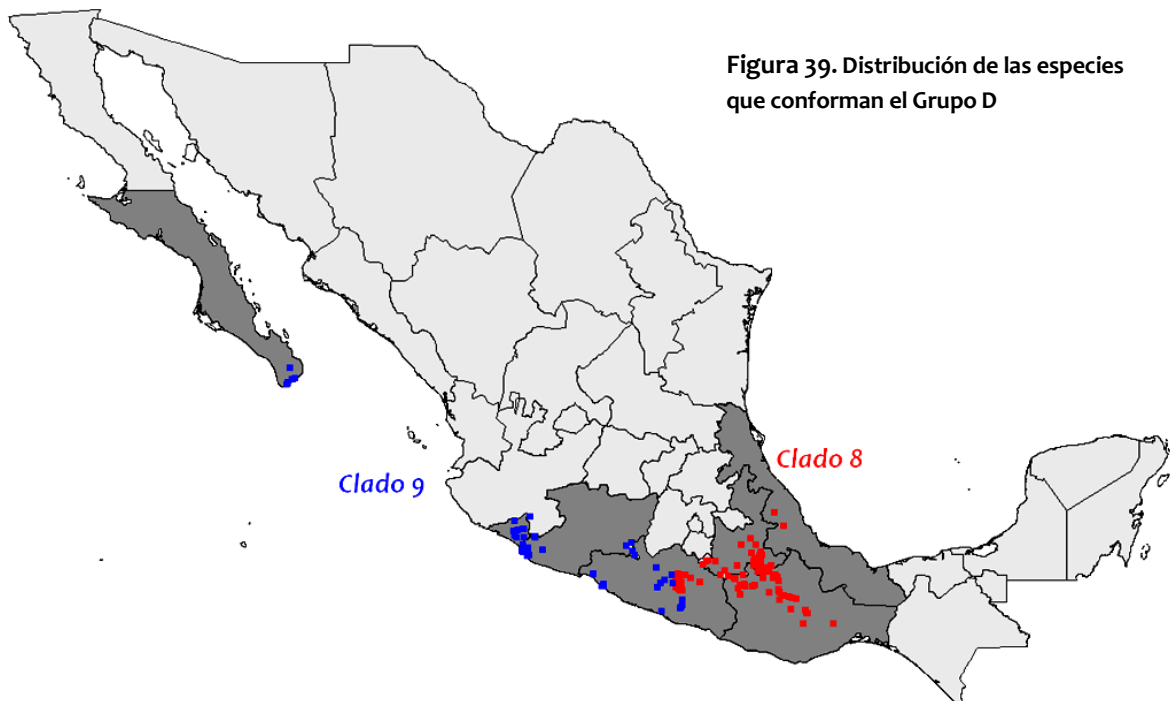 Figura 39. Distribución de las especies
que conforman el Grupo D
Clado 8
Clado 9